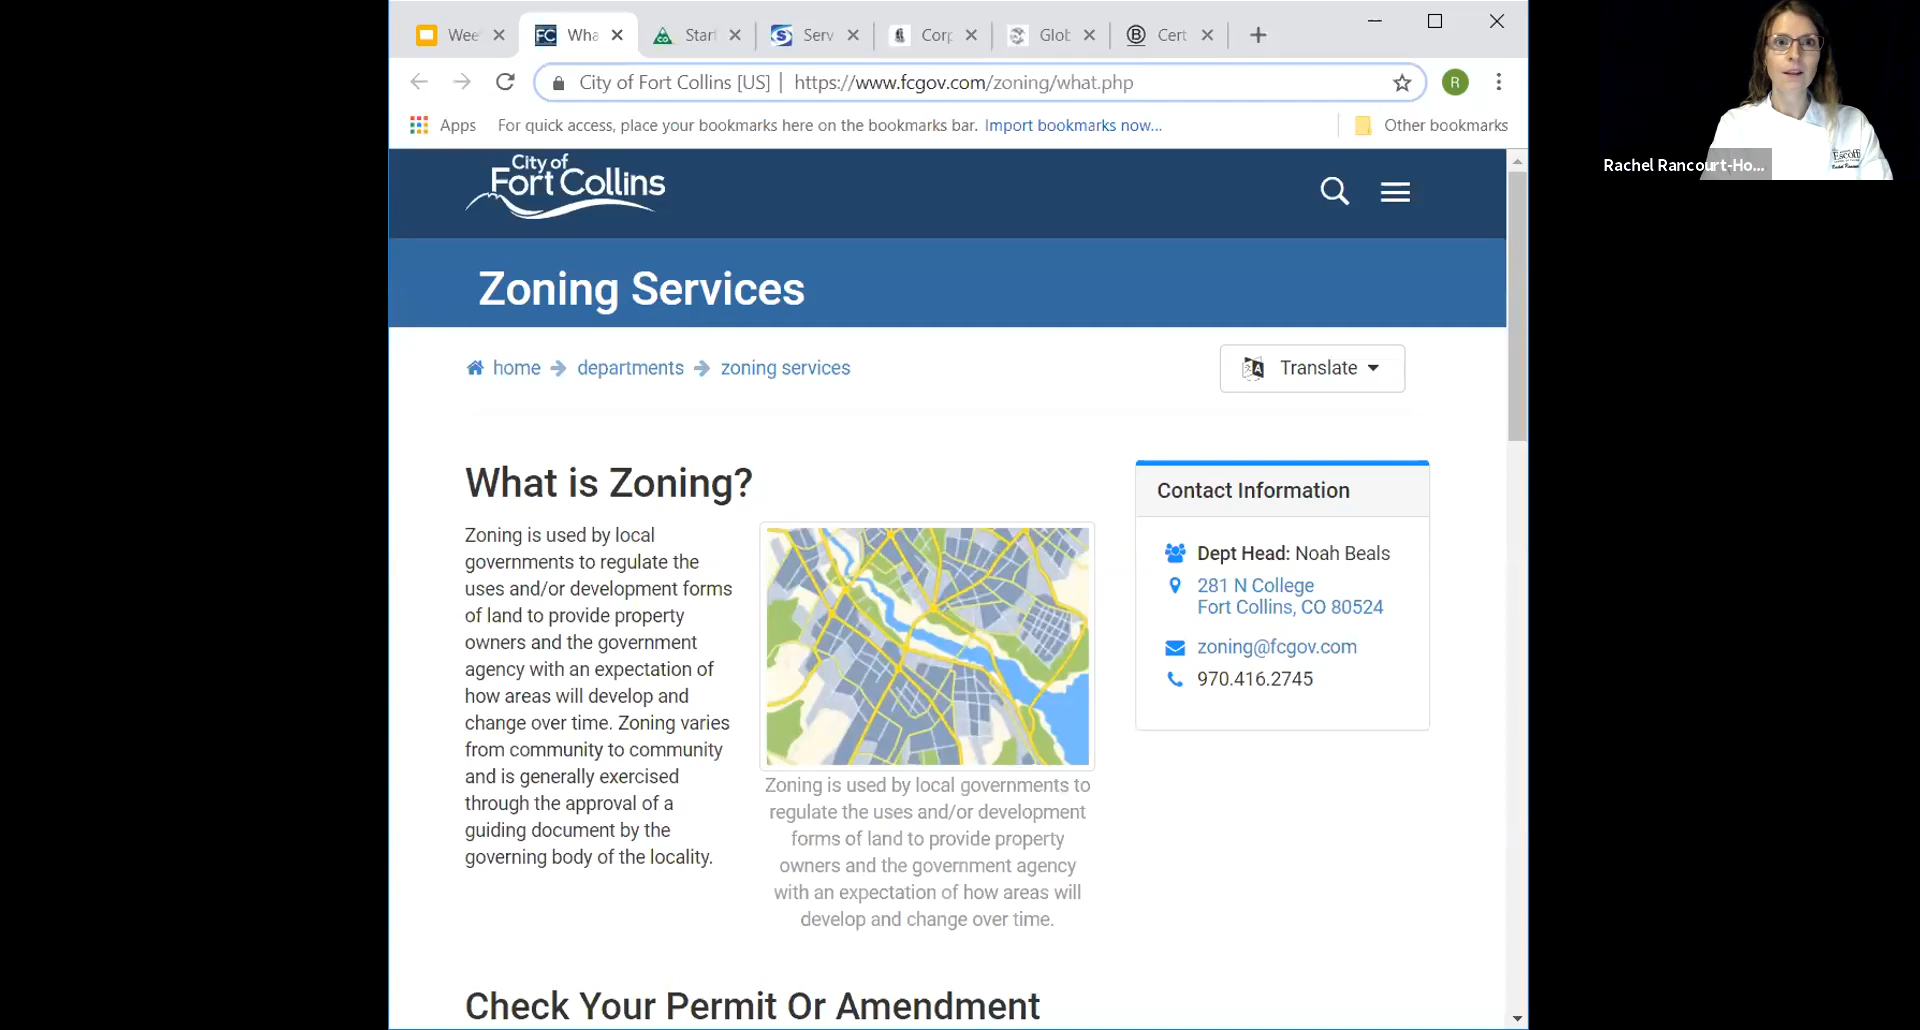 Wee
Wha
Start
Serv
Corp
Glob
Cert
City of Fort Collins [US] | https://www.fcgov.com/zoning/what.php
R
Apps
For quick access, place your bookmarks here on the bookmarks bar. Import bookmarks now...
Other bookmarks
City of
Fort Collins
Zoning Services
home
departments
zoning services
Translate
What is Zoning?
Zoning is used by local
governments to regulate the
uses and/or development forms
of land to provide property
owners and the government
agency with an expectation of
how areas will develop and
change over time. Zoning varies
from community to community
and is generally exercised
through the approval of a
guiding document by the
governing body of the locality.
Zoning is used by local governments to
regulate the uses and/or development
forms of land to provide property
owners and the government agency
with an expectation of how areas will
develop and change over time.
Contact Information
Dept Head: Noah Beals
281 N College
Fort Collins, CO 80524
zoning@fcgov.com
970.416.2745
Check Your Permit Or Amendment
Rachel Rancourt-Ho...